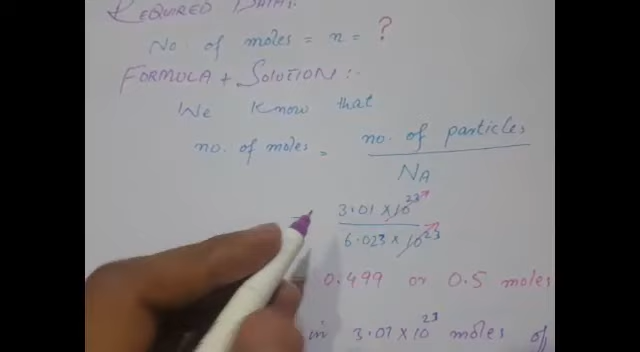 REQUIRED DATA:
No. of moles = n = ?
FORMULA + SOLUTION :-
We know that
no. of moles = no. of particles / NA
= 3.01 × 10^23 / 6.023 × 10^23
0.499 or 0.5 moles
in 3.01 × 10^23 moles of